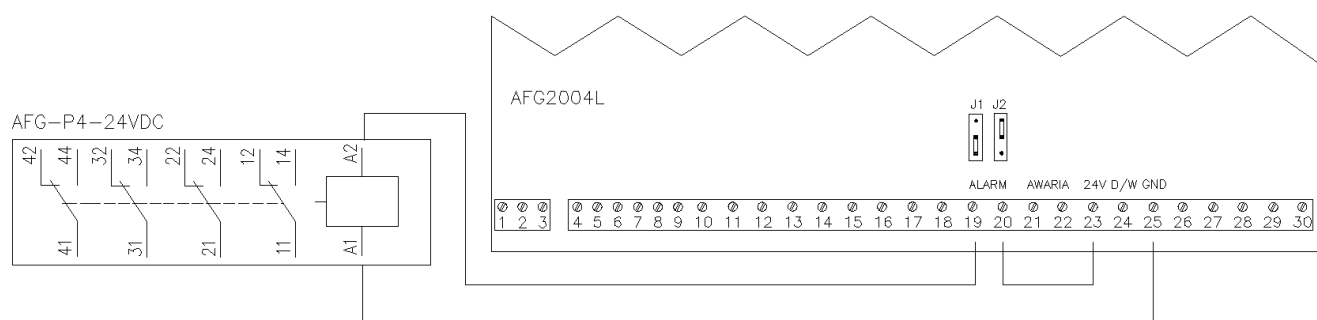 AFG2004L
J1 J2
AFG-P4-24VDC
42 44 32 34 22 24 12 14 A2
ALARM AWARIA 24V D/W GND
1 2 3 4 5 6 7 8 9 10 11 12 13 14 15 16 17 18 19 20 21 22 23 24 25 26 27 28 29 30
41 31 21 11 A1